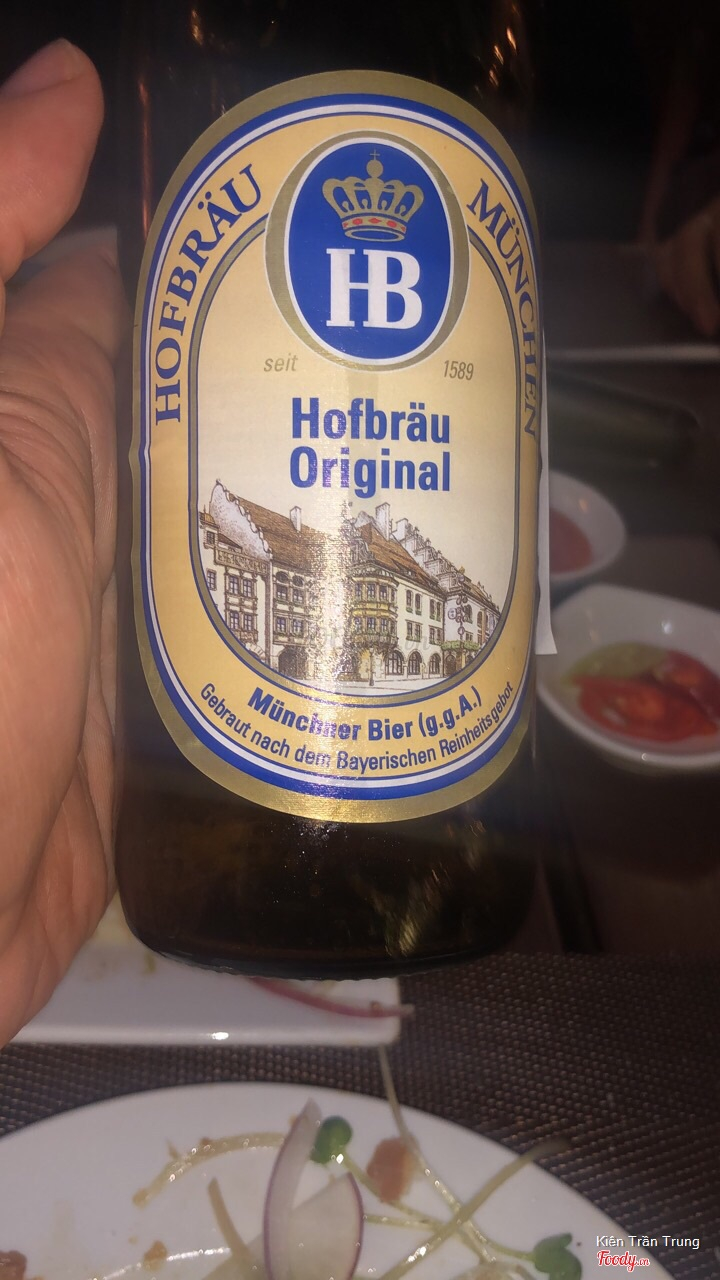 HOFBRÄU MÜNCHEN
HB
seit 1589
Hofbräu
Original
Münchner Bier (g.g.A.)
Gebraut nach dem Bayerischen Reinheitsgebot
Kiên Trần Trung
Foody.vn